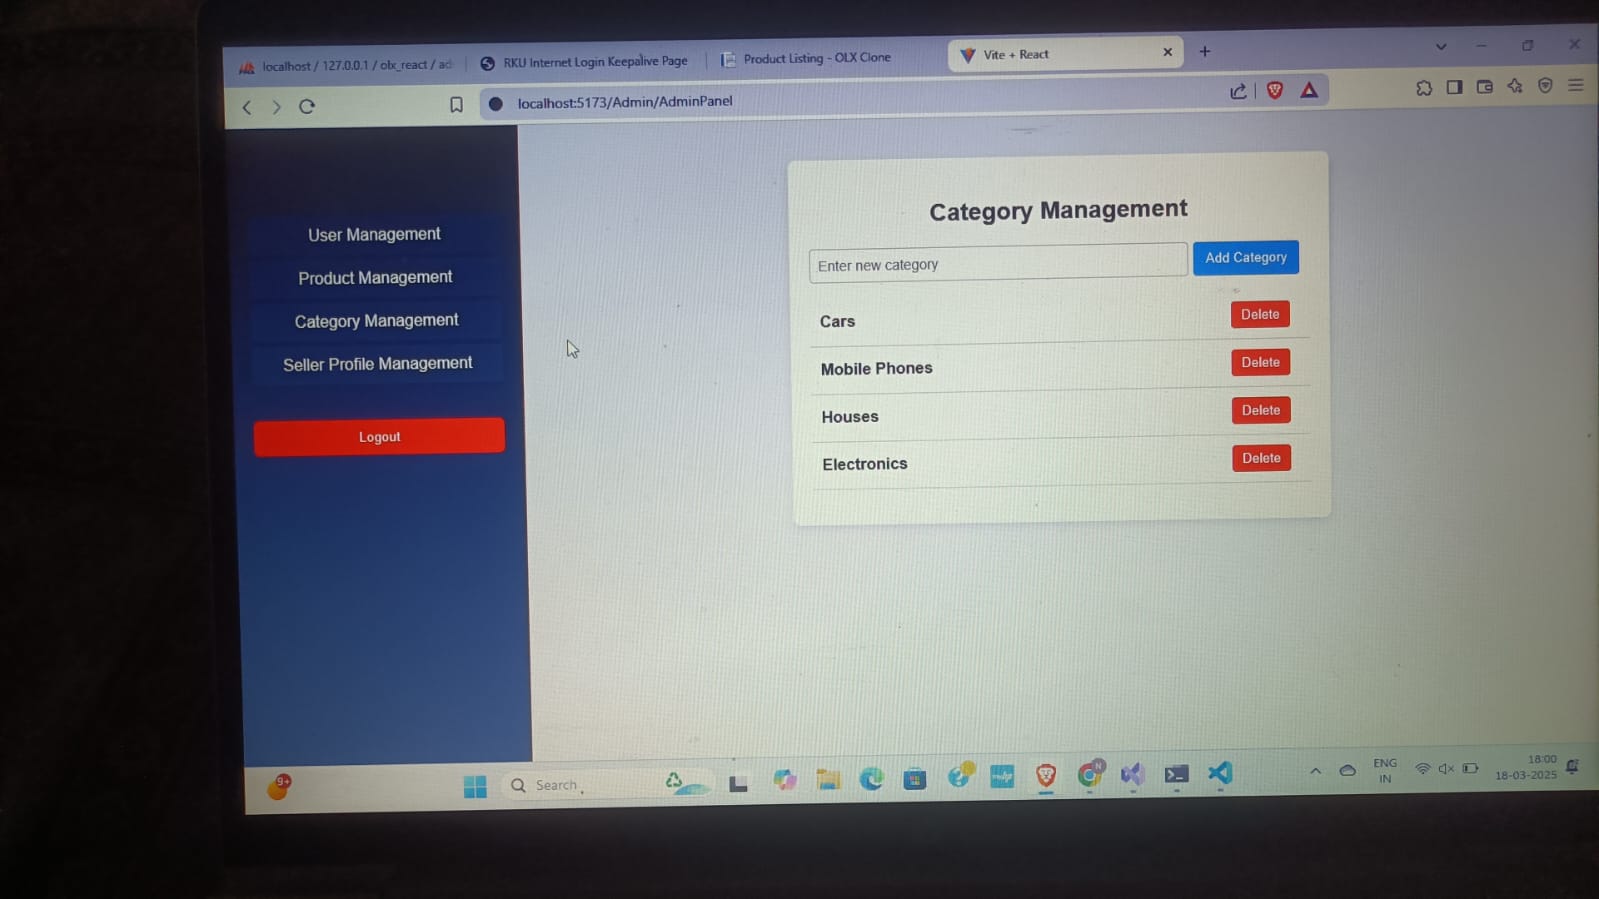 localhost / 127.0.0.1 / olx_react / ad
RKU Internet Login Keepalive Page
Product Listing - OLX Clone
Vite + React
localhost:5173/Admin/AdminPanel
User Management
Product Management
Category Management
Seller Profile Management
Logout
Category Management
Enter new category
Add Category
Cars
Delete
Mobile Phones
Delete
Houses
Delete
Electronics
Delete
9+
Search
N
ENG
IN
18:00
18-03-2025